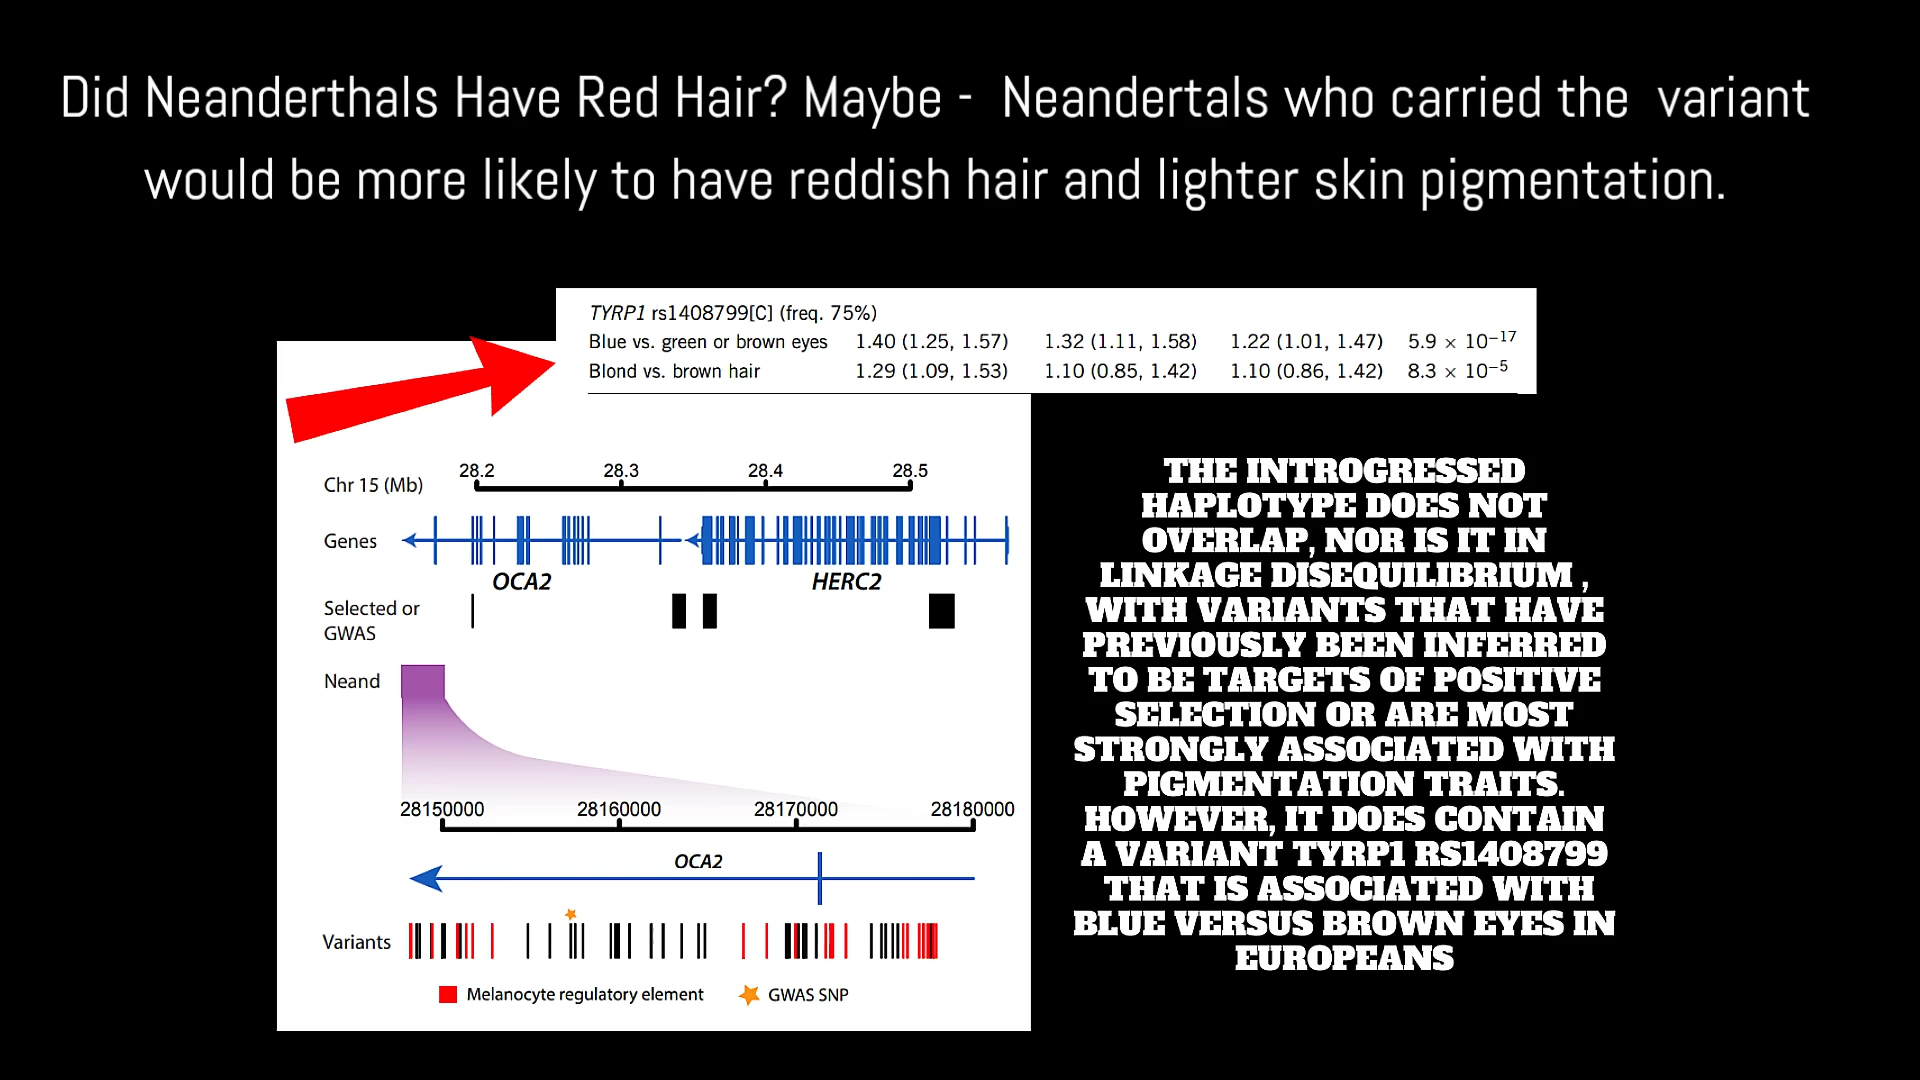 Did Neanderthals Have Red Hair? Maybe - Neandertals who carried the variant
would be more likely to have reddish hair and lighter skin pigmentation.
TYRP1 rs1408799[C] (freq. 75%)
Blue vs. green or brown eyes 1.40 (1.25, 1.57) 1.32 (1.11, 1.58) 1.22 (1.01, 1.47) 5.9 × 10⁻¹⁷
Blond vs. brown hair 1.29 (1.09, 1.53) 1.10 (0.85, 1.42) 1.10 (0.86, 1.42) 8.3 × 10⁻⁵
28.2 28.3 28.4 28.5
Chr 15 (Mb)
Genes
OCA2 HERC2
Selected or
GWAS
Neand
28150000 28160000 28170000 28180000
OCA2
Variants
Melanocyte regulatory element GWAS SNP
THE INTROGRESSED
HAPLOTYPE DOES NOT
OVERLAP, NOR IS IT IN
LINKAGE DISEQUILIBRIUM ,
WITH VARIANTS THAT HAVE
PREVIOUSLY BEEN INFERRED
TO BE TARGETS OF POSITIVE
SELECTION OR ARE MOST
STRONGLY ASSOCIATED WITH
PIGMENTATION TRAITS.
HOWEVER, IT DOES CONTAIN
A VARIANT TYRP1 RS1408799
THAT IS ASSOCIATED WITH
BLUE VERSUS BROWN EYES IN
EUROPEANS